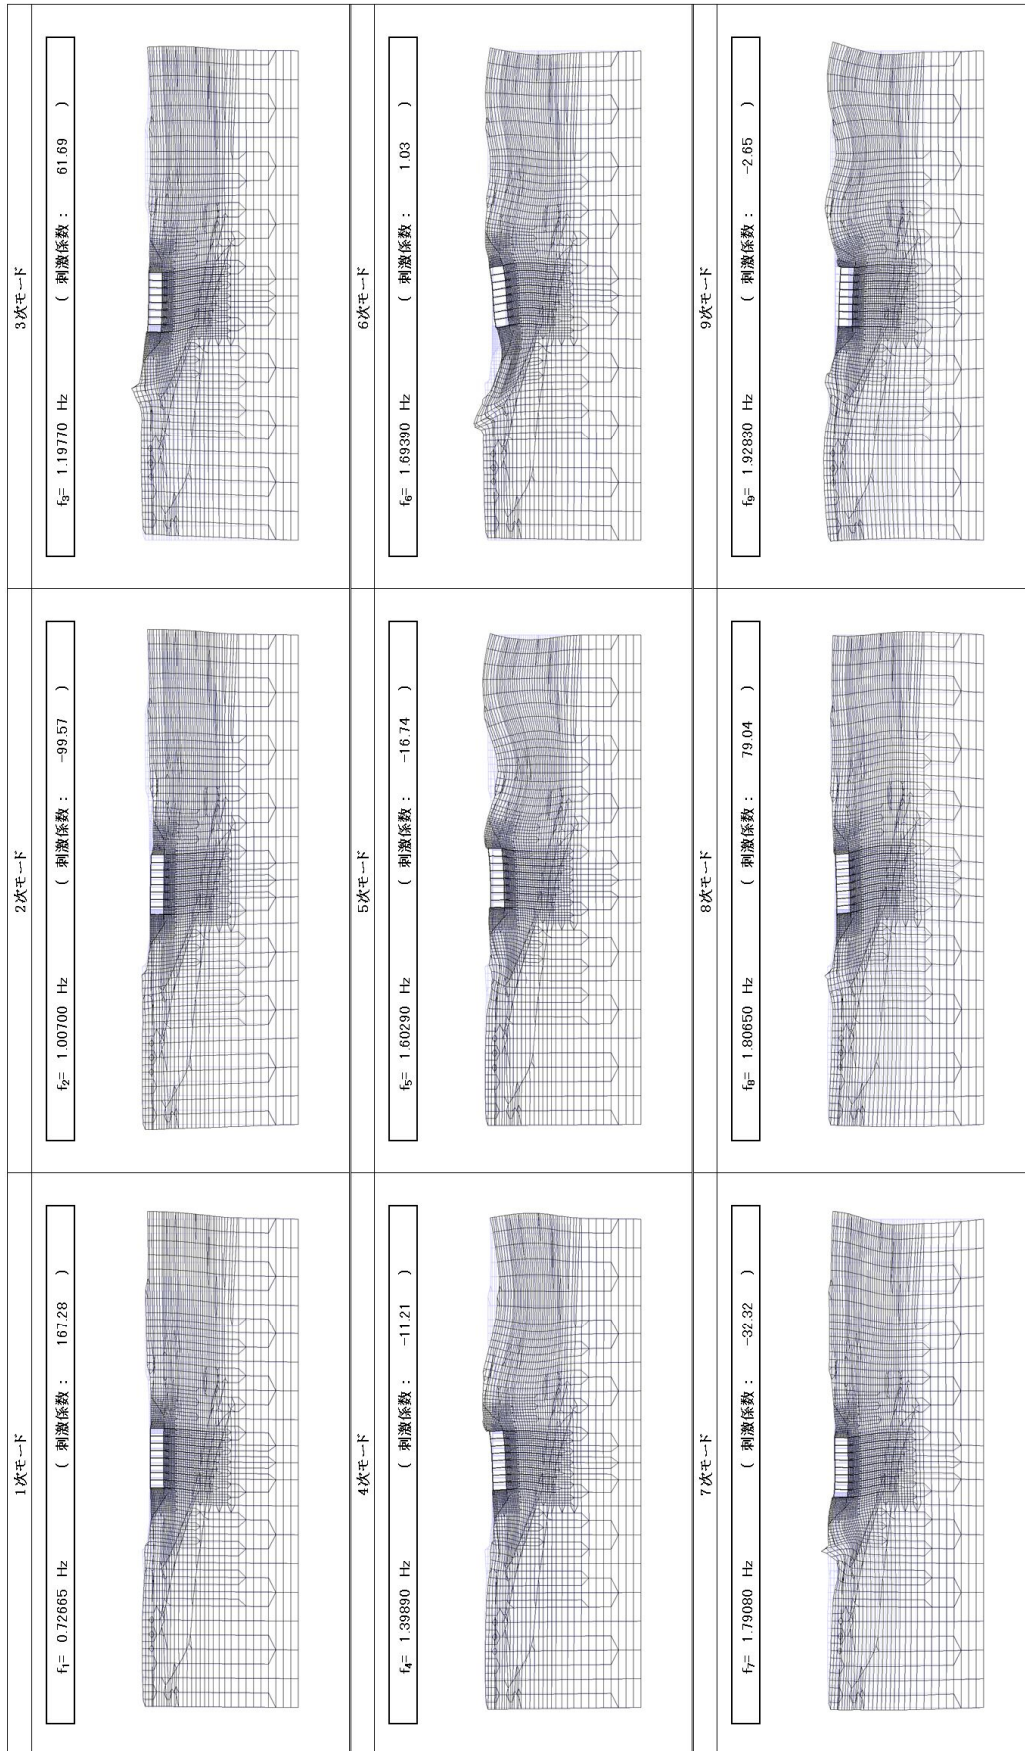 1次モード
f₁= 0.72665 Hz ( 刺激係数 : 167.28 )
2次モード
f₂= 1.00700 Hz ( 刺激係数 : -99.57 )
3次モード
f₃= 1.19770 Hz ( 刺激係数 : 61.69 )
4次モード
f₄= 1.39890 Hz ( 刺激係数 : -11.21 )
5次モード
f₅= 1.60290 Hz ( 刺激係数 : -16.74 )
6次モード
f₆= 1.69390 Hz ( 刺激係数 : 1.03 )
7次モード
f₇= 1.79080 Hz ( 刺激係数 : -32.32 )
8次モード
f₈= 1.80650 Hz ( 刺激係数 : 79.04 )
9次モード
f₉= 1.92830 Hz ( 刺激係数 : -2.65 )